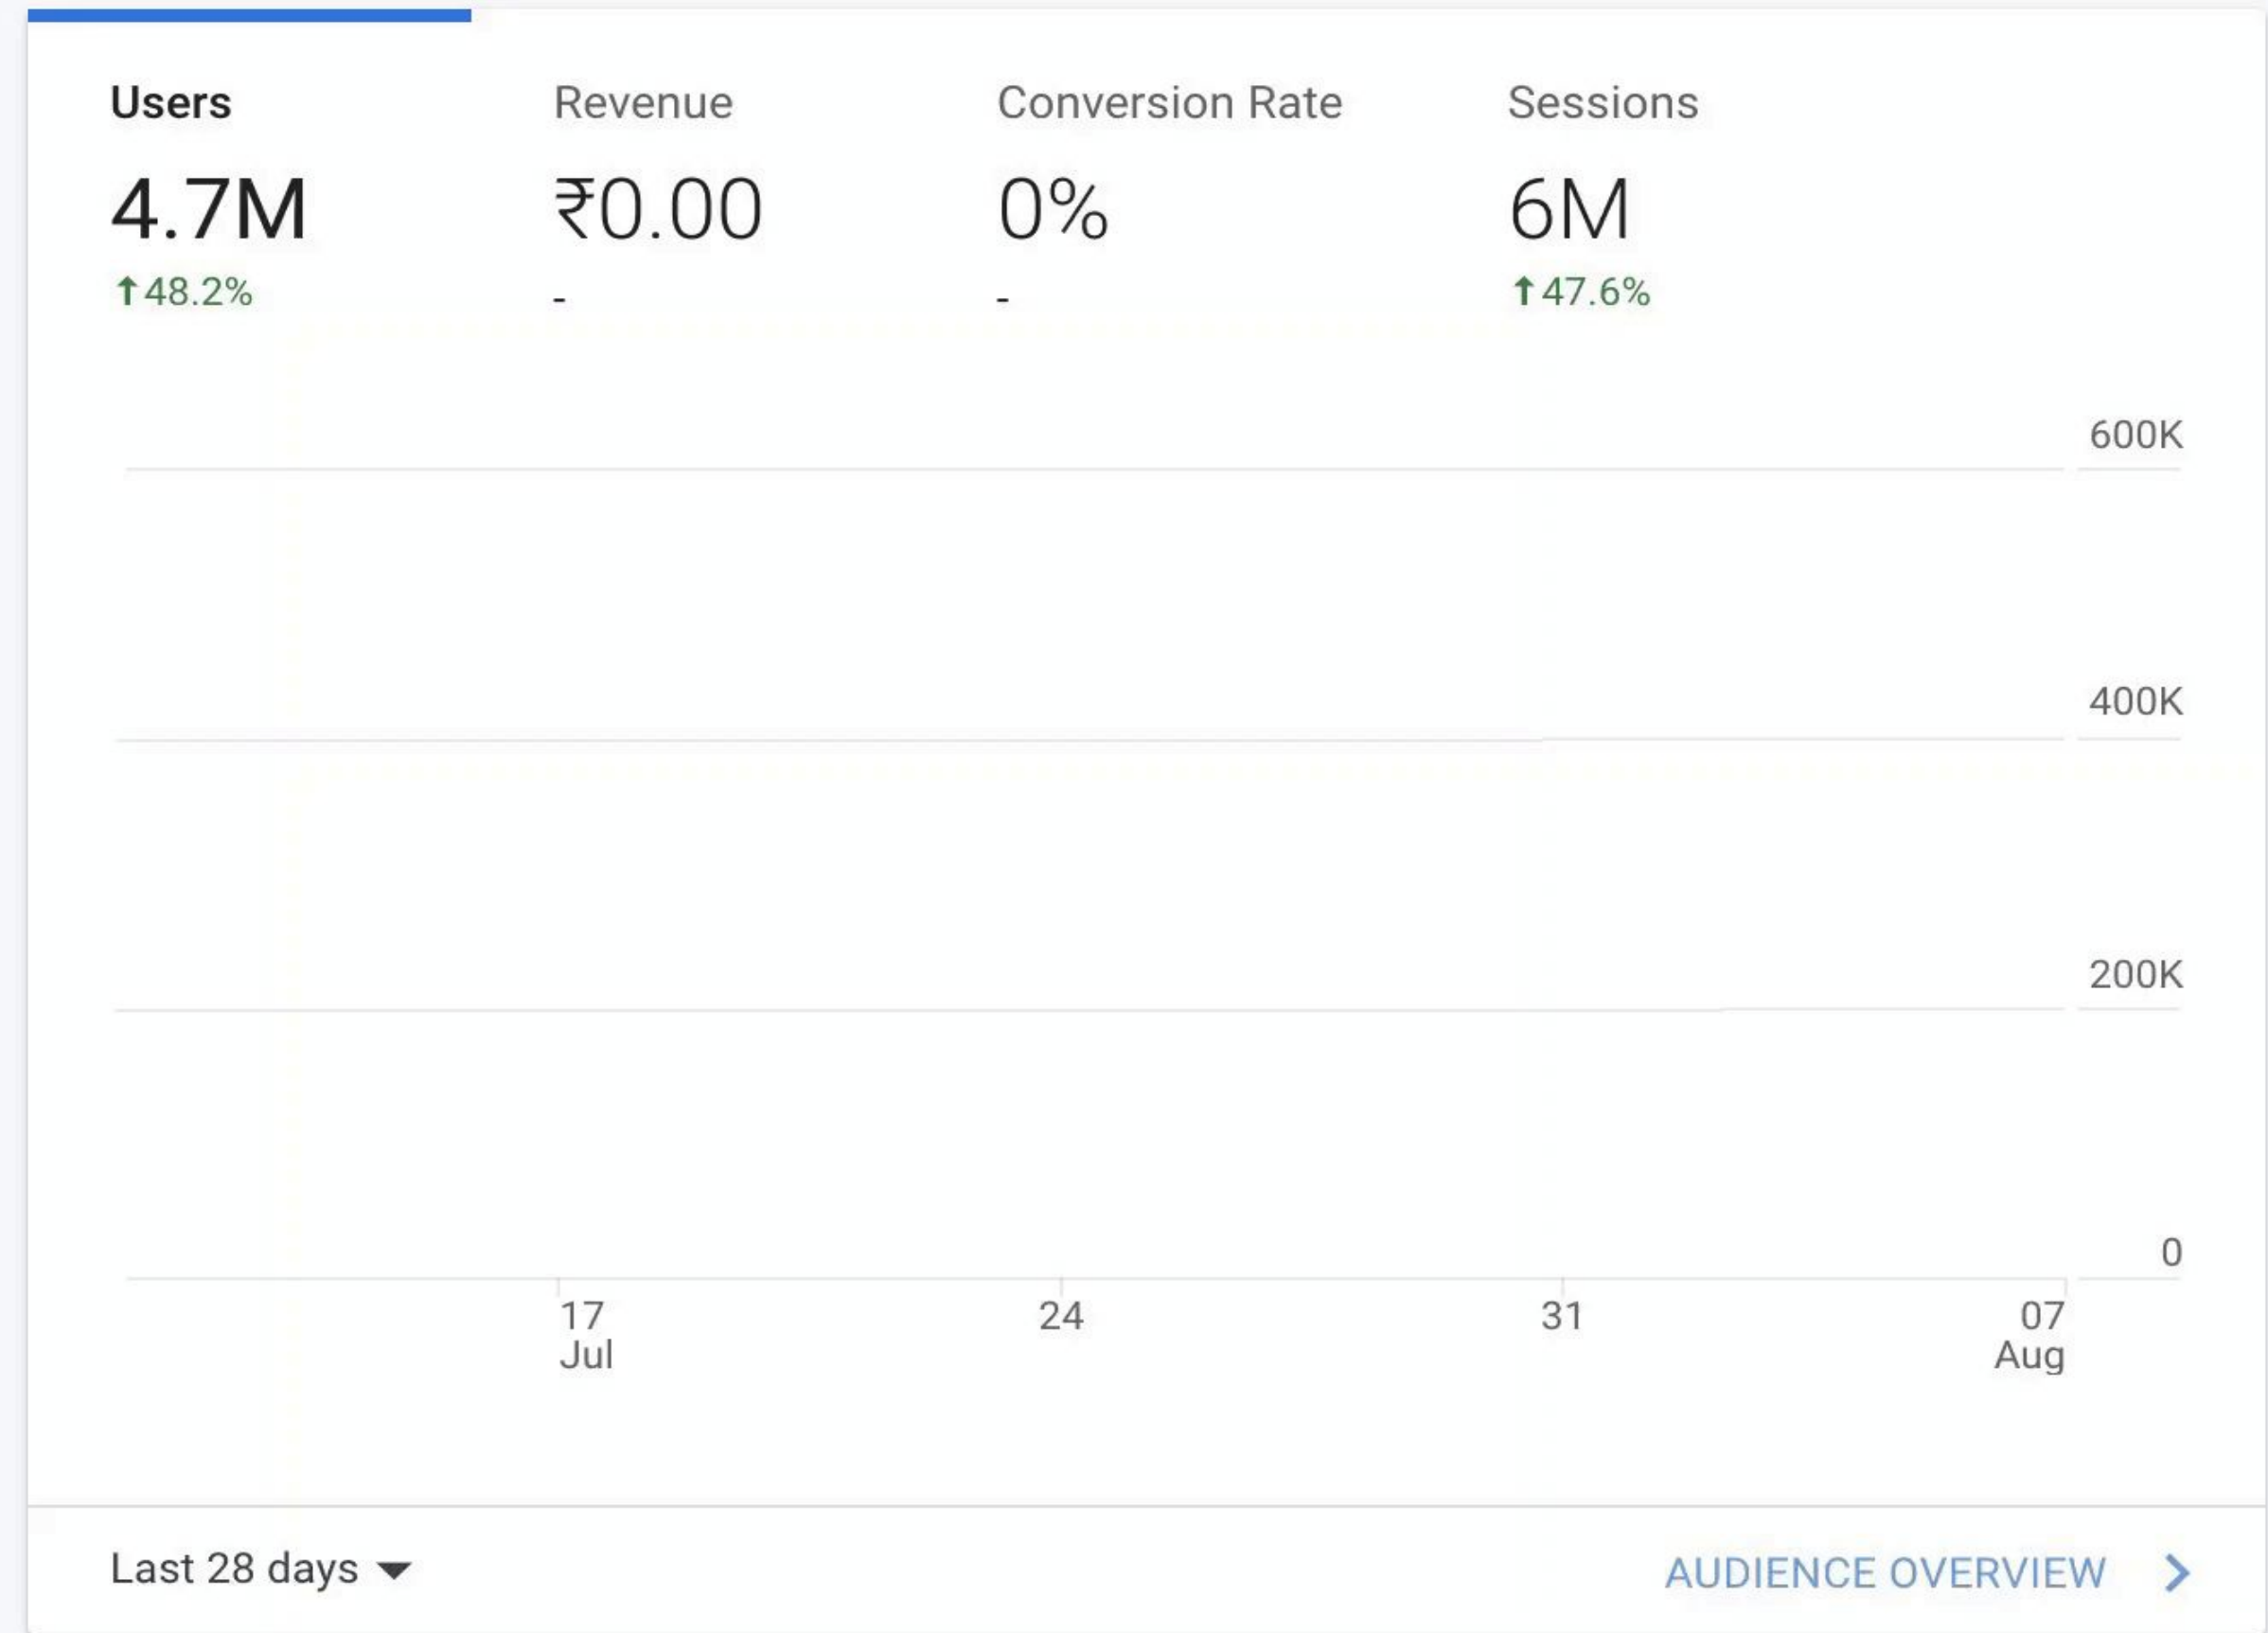 Users Revenue Conversion Rate Sessions
4.7M ₹0.00 0% 6M
↑48.2% - - ↑47.6%
600K
400K
200K
0
17 24 31 07
Jul Aug
Last 28 days AUDIENCE OVERVIEW